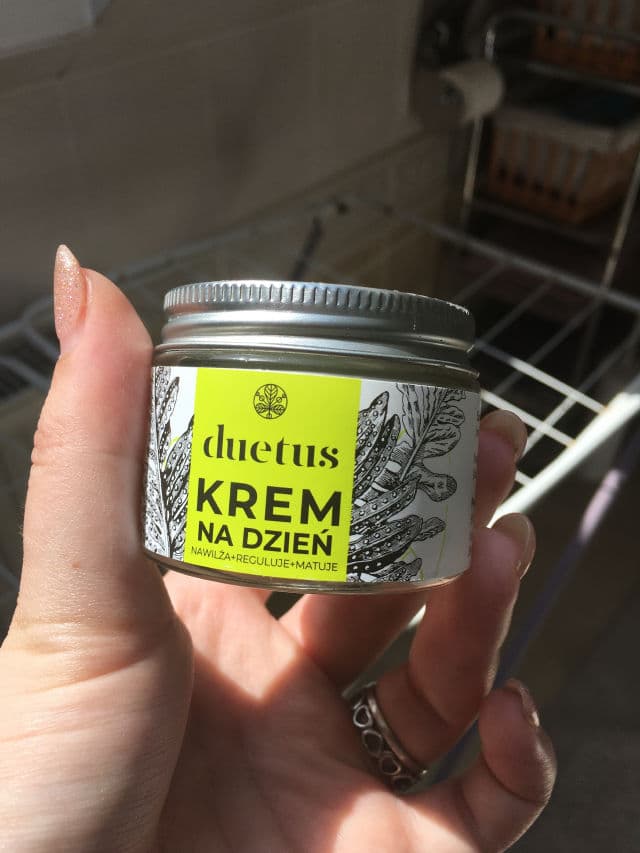 duetus
KREM
NA DZIEŃ
NAWILŻA+REGULUJE+MATUJE